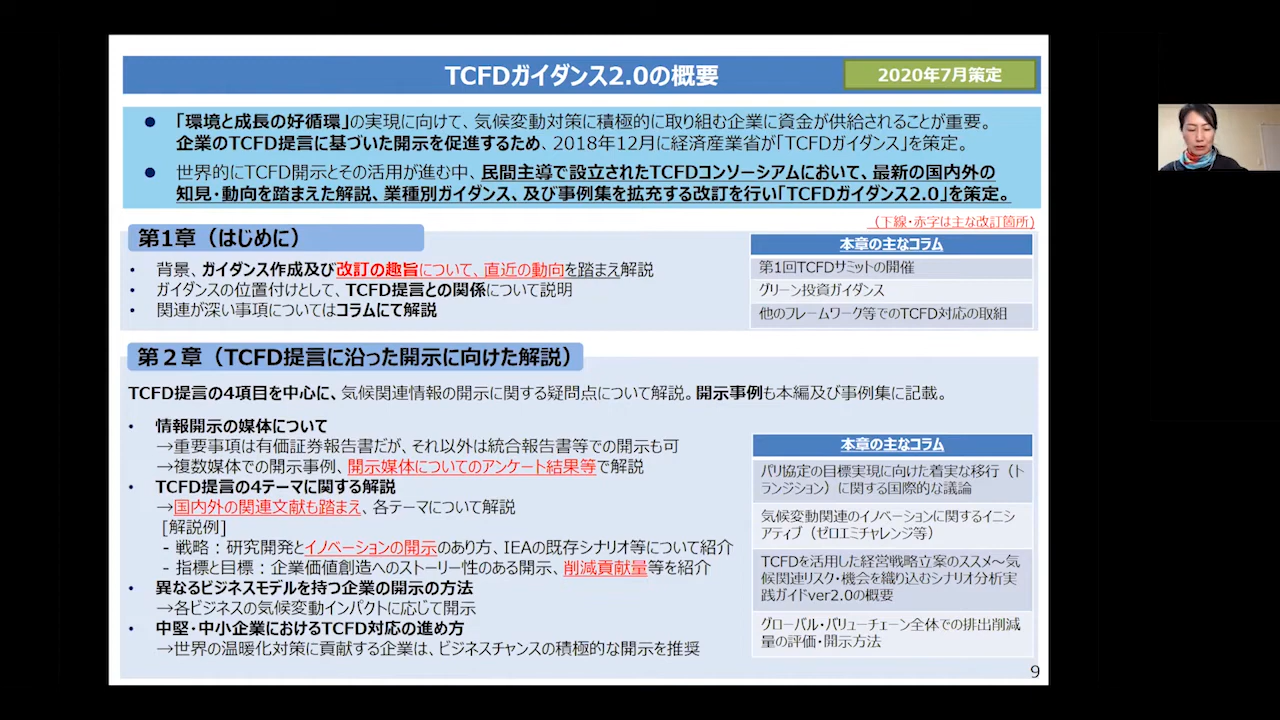 TCFDガイダンス2.0の概要
2020年7月策定
● 「環境と成長の好循環」の実現に向けて、気候変動対策に積極的に取り組む企業に資金が供給されることが重要。
企業のTCFD提言に基づいた開示を促進するため、2018年12月に経済産業省が「TCFDガイダンス」を策定。
● 世界的にTCFD開示とその活用が進む中、民間主導で設立されたTCFDコンソーシアムにおいて、最新の国内外の
知見・動向を踏まえた解説、業種別ガイダンス、及び事例集を拡充する改訂を行い「TCFDガイダンス2.0」を策定。
（下線・赤字は主な改訂箇所）
第1章（はじめに）
• 背景、ガイダンス作成及び改訂の趣旨について、直近の動向を踏まえ解説
• ガイダンスの位置付けとして、TCFD提言との関係について説明
• 関連が深い事項についてはコラムにて解説
本章の主なコラム
第1回TCFDサミットの開催
グリーン投資ガイダンス
他のフレームワーク等でのTCFD対応の取組
第２章（TCFD提言に沿った開示に向けた解説）
TCFD提言の4項目を中心に、気候関連情報の開示に関する疑問点について解説。開示事例も本編及び事例集に記載。
• 情報開示の媒体について
→重要事項は有価証券報告書だが、それ以外は統合報告書等での開示も可
→複数媒体での開示事例、開示媒体についてのアンケート結果等で解説
• TCFD提言の4テーマに関する解説
→国内外の関連文献も踏まえ、各テーマについて解説
[解説例]
- 戦略：研究開発とイノベーションの開示のあり方、IEAの既存シナリオ等について紹介
- 指標と目標：企業価値創造へのストーリー性のある開示、削減貢献量等を紹介
• 異なるビジネスモデルを持つ企業の開示の方法
→各ビジネスの気候変動インパクトに応じて開示
• 中堅・中小企業におけるTCFD対応の進め方
→世界の温暖化対策に貢献する企業は、ビジネスチャンスの積極的な開示を推奨
本章の主なコラム
パリ協定の目標実現に向けた着実な移行（ト
ランジション）に関する国際的な議論
気候変動関連のイノベーションに関するイニシ
アティブ（ゼロエミチャレンジ等）
TCFDを活用した経営戦略立案のススメ～気
候関連リスク・機会を織り込むシナリオ分析実
践ガイドver2.0の概要
グローバル・バリューチェーン全体での排出削減
量の評価・開示方法
9